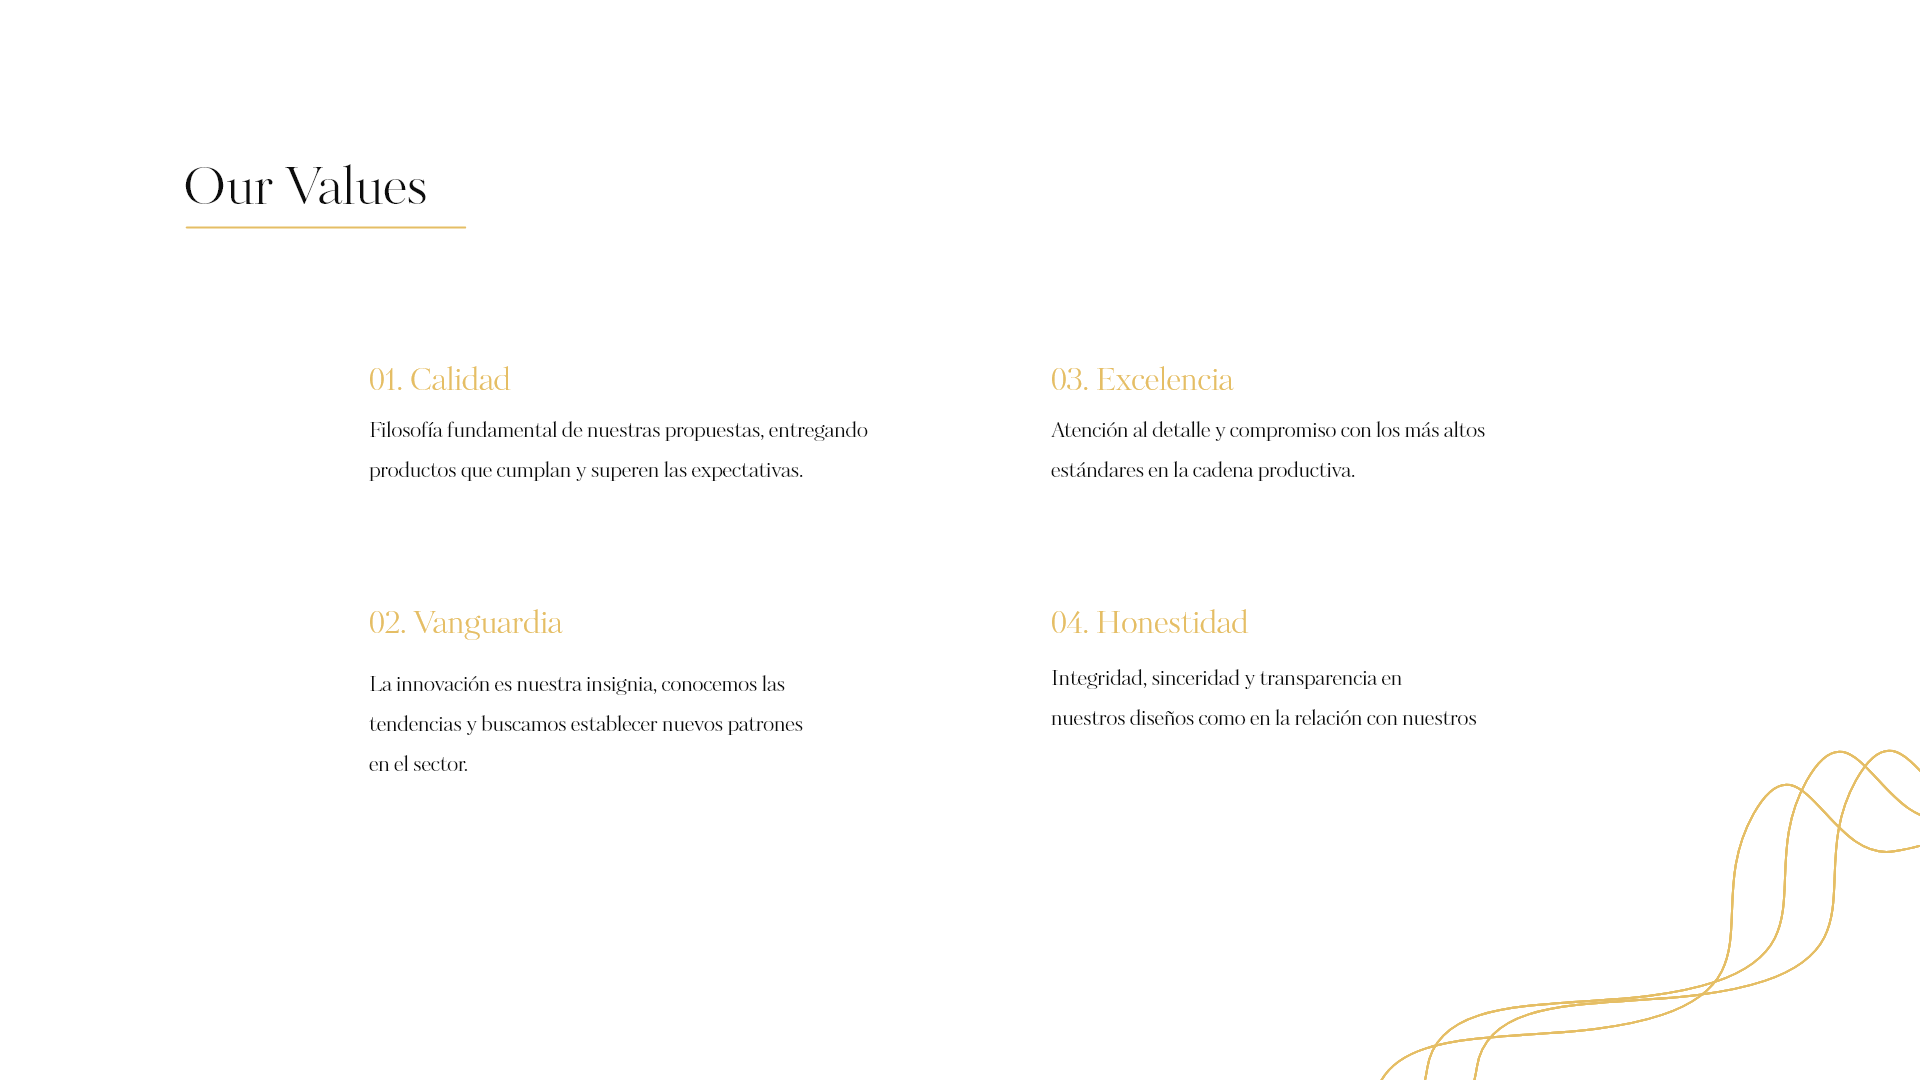 Our Values
01. Calidad
Filosofía fundamental de nuestras propuestas, entregando
productos que cumplan y superen las expectativas.
02. Vanguardia
La innovación es nuestra insignia, conocemos las
tendencias y buscamos establecer nuevos patrones
en el sector.
03. Excelencia
Atención al detalle y compromiso con los más altos
estándares en la cadena productiva.
04. Honestidad
Integridad, sinceridad y transparencia en
nuestros diseños como en la relación con nuestros